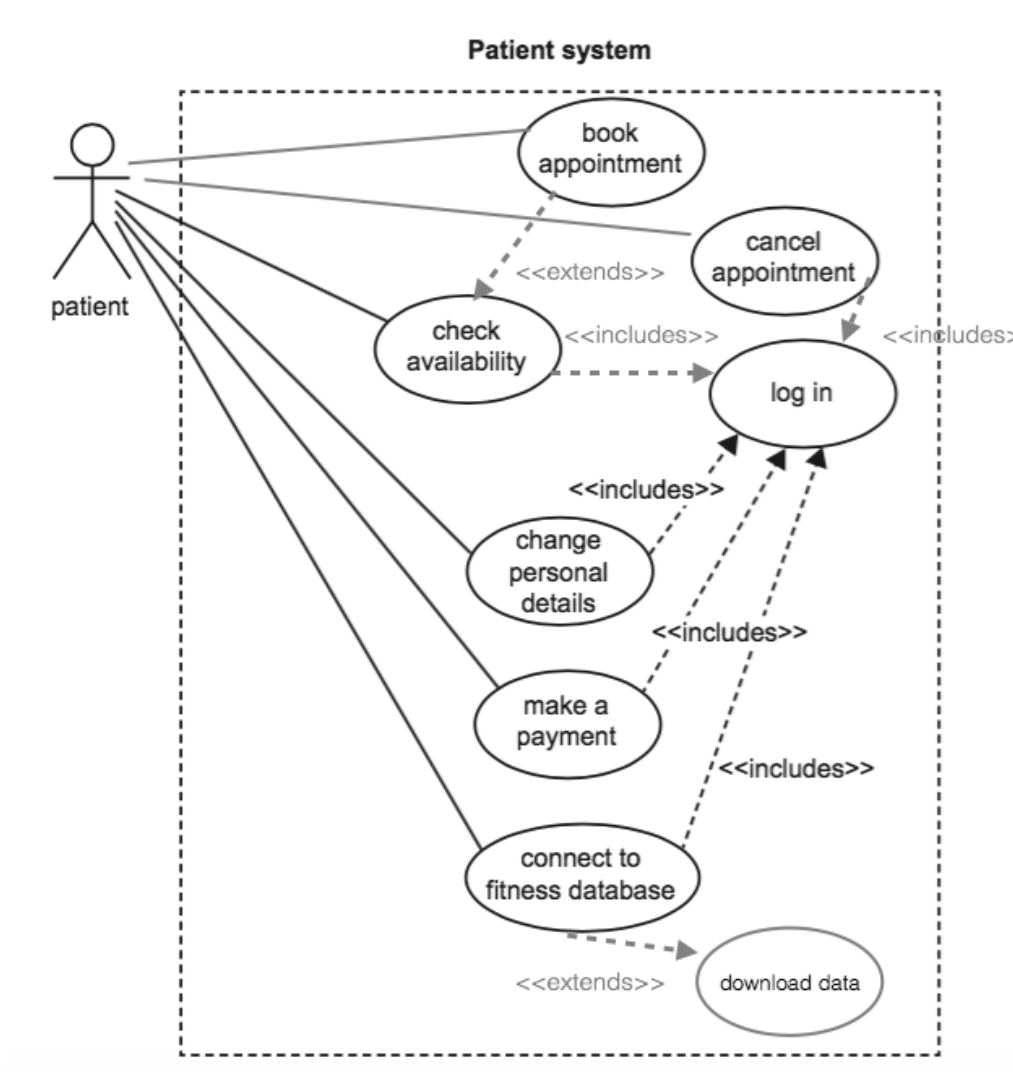 Patient system
book
appointment
cancel
appointment
<<extends>>
patient
check
availability
<<includes>>
<<includes>
log in
<<includes>>
change
personal
details
<<includes>>
make a
payment
<<includes>>
connect to
fitness database
<<extends>>
download data